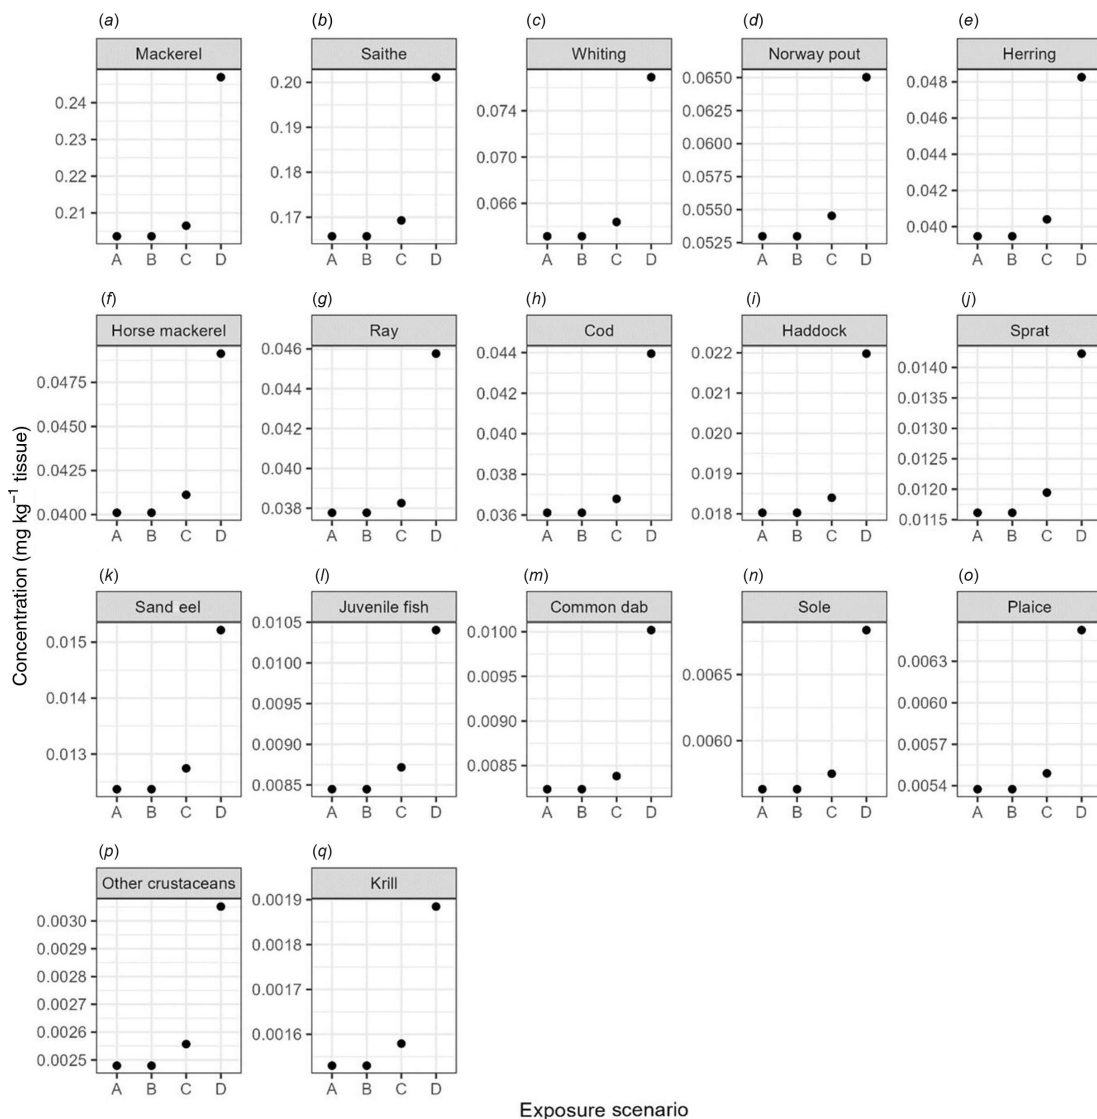 (a) (b) (c) (d) (e)
Mackerel Saithe Whiting Norway pout Herring
0.24 0.23 0.22 0.21
0.20 0.19 0.18 0.17
0.074 0.070 0.066
0.0650 0.0625 0.0600 0.0575 0.0550 0.0525
0.048 0.046 0.044 0.042 0.040
A B C D A B C D A B C D A B C D A B C D
(f) (g) (h) (i) (j)
Horse mackerel Ray Cod Haddock Sprat
0.0475 0.0450 0.0425 0.0400
0.046 0.044 0.042 0.040 0.038
0.044 0.042 0.040 0.038 0.036
0.022 0.021 0.020 0.019 0.018
0.0140 0.0135 0.0130 0.0125 0.0120 0.0115
A B C D A B C D A B C D A B C D A B C D
Concentration (mg kg−1 tissue)
(k) (l) (m) (n) (o)
Sand eel Juvenile fish Common dab Sole Plaice
0.015 0.014 0.013
0.0105 0.0100 0.0095 0.0090 0.0085
0.0100 0.0095 0.0090 0.0085
0.0065 0.0060
0.0063 0.0060 0.0057 0.0054
A B C D A B C D A B C D A B C D A B C D
(p) (q)
Other crustaceans Krill
0.0030 0.0029 0.0028 0.0027 0.0026 0.0025
0.0019 0.0018 0.0017 0.0016
A B C D A B C D
Exposure scenario